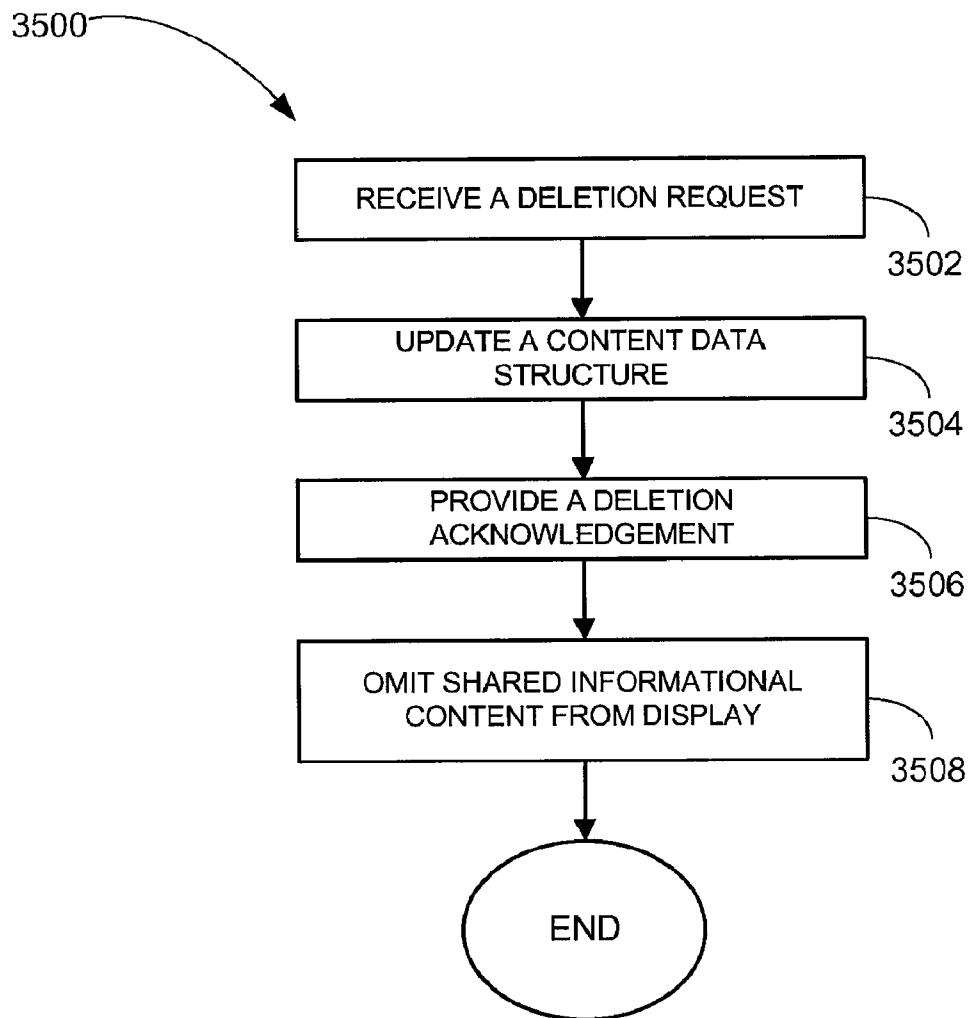 3500
RECEIVE A DELETION REQUEST
3502
UPDATE A CONTENT DATA
STRUCTURE
3504
PROVIDE A DELETION
ACKNOWLEDGEMENT
3506
OMIT SHARED INFORMATIONAL
CONTENT FROM DISPLAY
3508
END